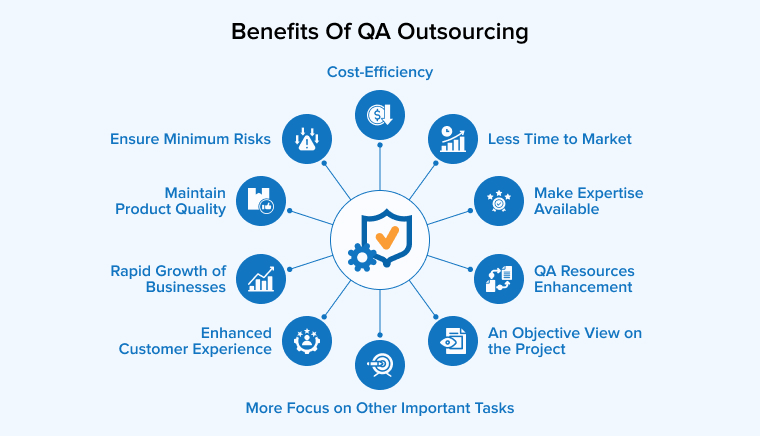 Benefits Of QA Outsourcing
Cost-Efficiency
Ensure Minimum Risks
Less Time to Market
Maintain
Product Quality
Make Expertise
Available
Rapid Growth of
Businesses
QA Resources
Enhancement
Enhanced
Customer Experience
An Objective View on
the Project
More Focus on Other Important Tasks